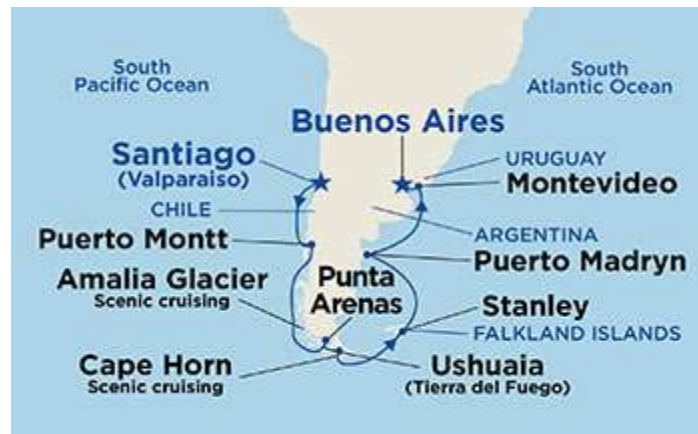 South
Pacific Ocean
South
Atlantic Ocean
Buenos Aires
Santiago
(Valparaiso)
URUGUAY
Montevideo
CHILE
Puerto Montt
ARGENTINA
Puerto Madryn
Amalia Glacier
Scenic cruising
Punta
Arenas
Stanley
FALKLAND ISLANDS
Cape Horn
Scenic cruising
Ushuaia
(Tierra del Fuego)